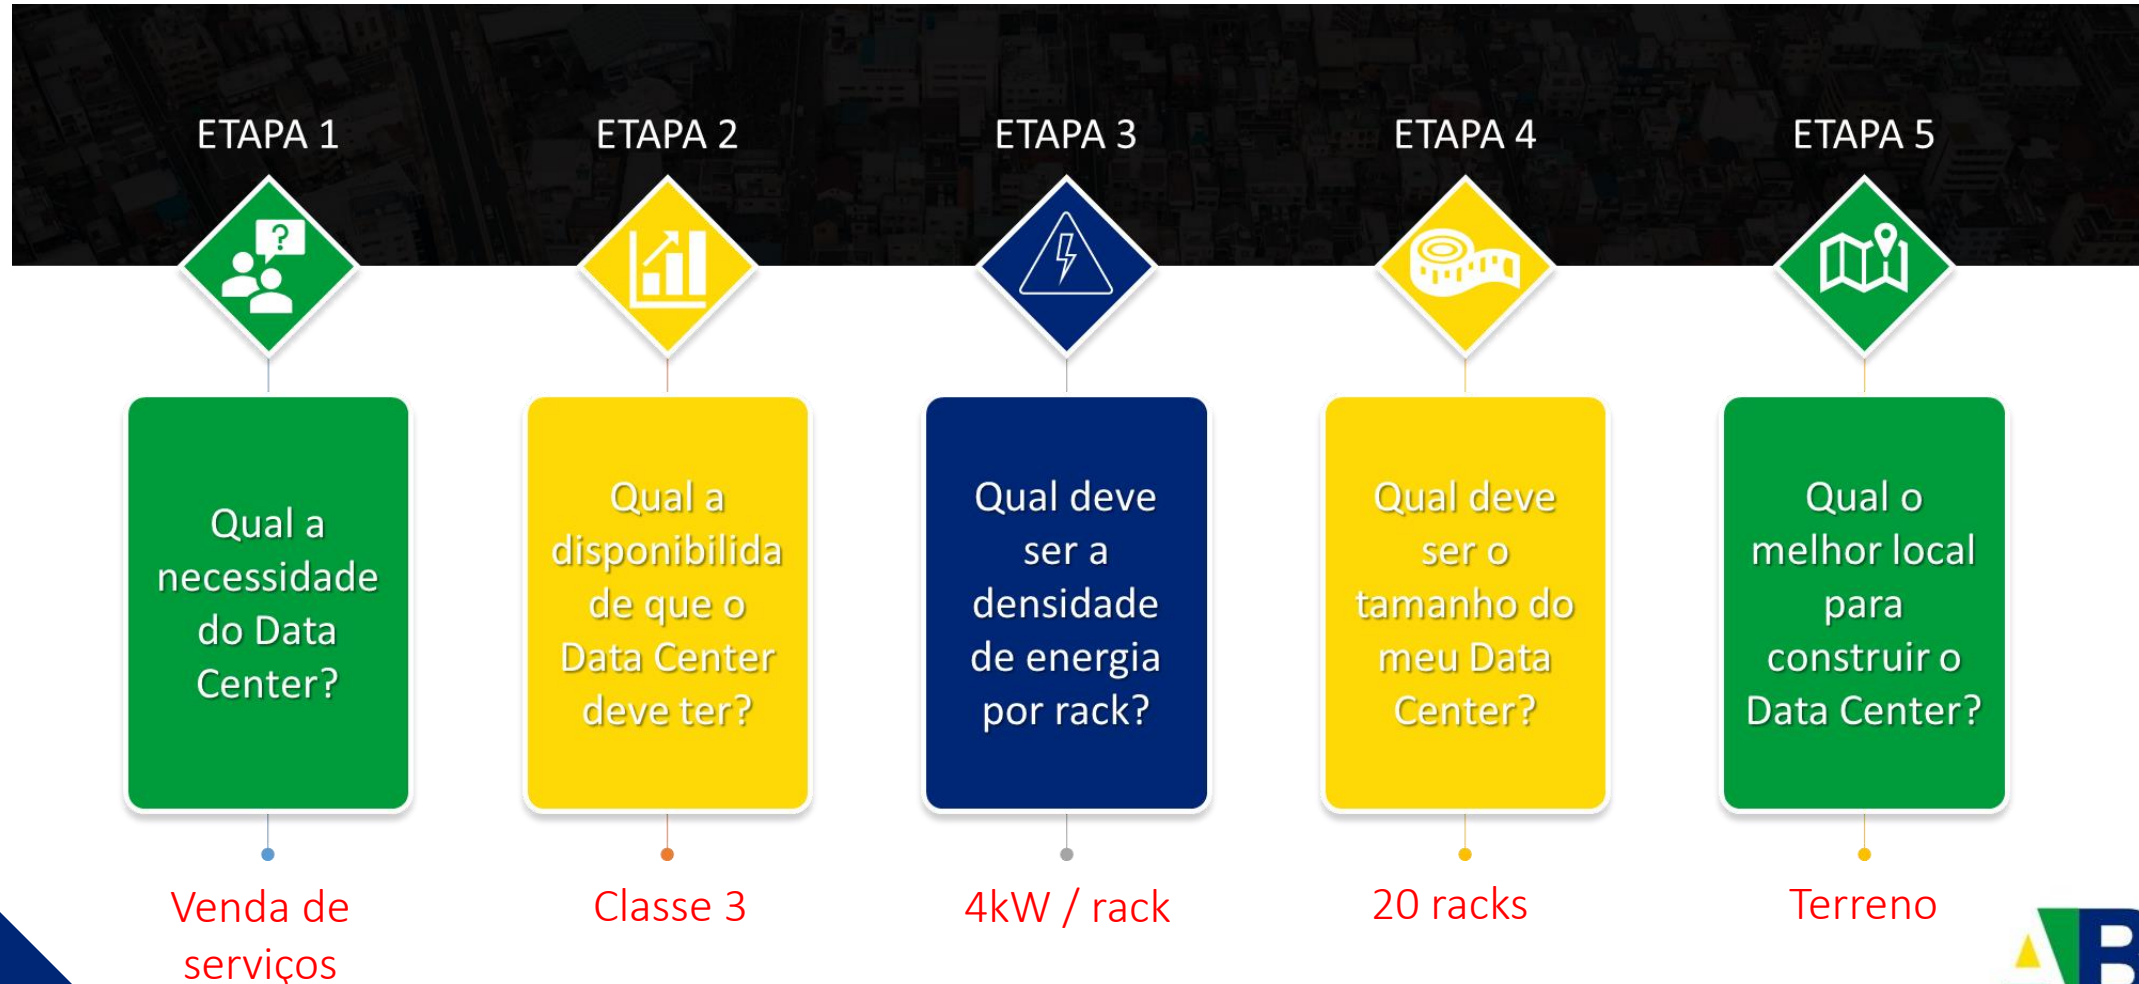 ETAPA 1
Qual a
necessidade
do Data
Center?
Venda de
serviços
ETAPA 2
Qual a
disponibilida
de que o
Data Center
deve ter?
Classe 3
ETAPA 3
Qual deve
ser a
densidade
de energia
por rack?
4kW / rack
ETAPA 4
Qual deve
ser o
tamanho do
meu Data
Center?
20 racks
ETAPA 5
Qual o
melhor local
para
construir o
Data Center?
Terreno